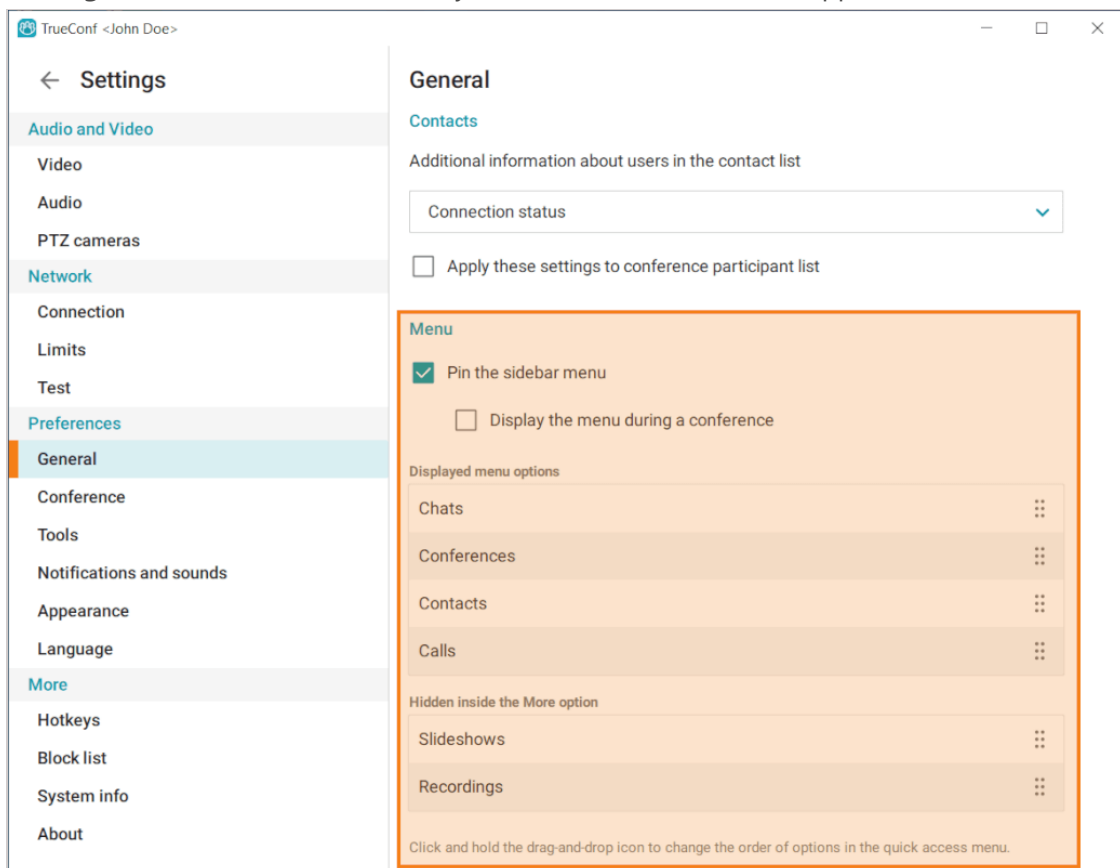 TrueConf <John Doe>
Settings
Audio and Video
Video
Audio
PTZ cameras
Network
Connection
Limits
Test
Preferences
General
Conference
Tools
Notifications and sounds
Appearance
Language
More
Hotkeys
Block list
System info
About
General
Contacts
Additional information about users in the contact list
Connection status
Apply these settings to conference participant list
Menu
Pin the sidebar menu
Display the menu during a conference
Displayed menu options
Chats
Conferences
Contacts
Calls
Hidden inside the More option
Slideshows
Recordings
Click and hold the drag-and-drop icon to change the order of options in the quick access menu.